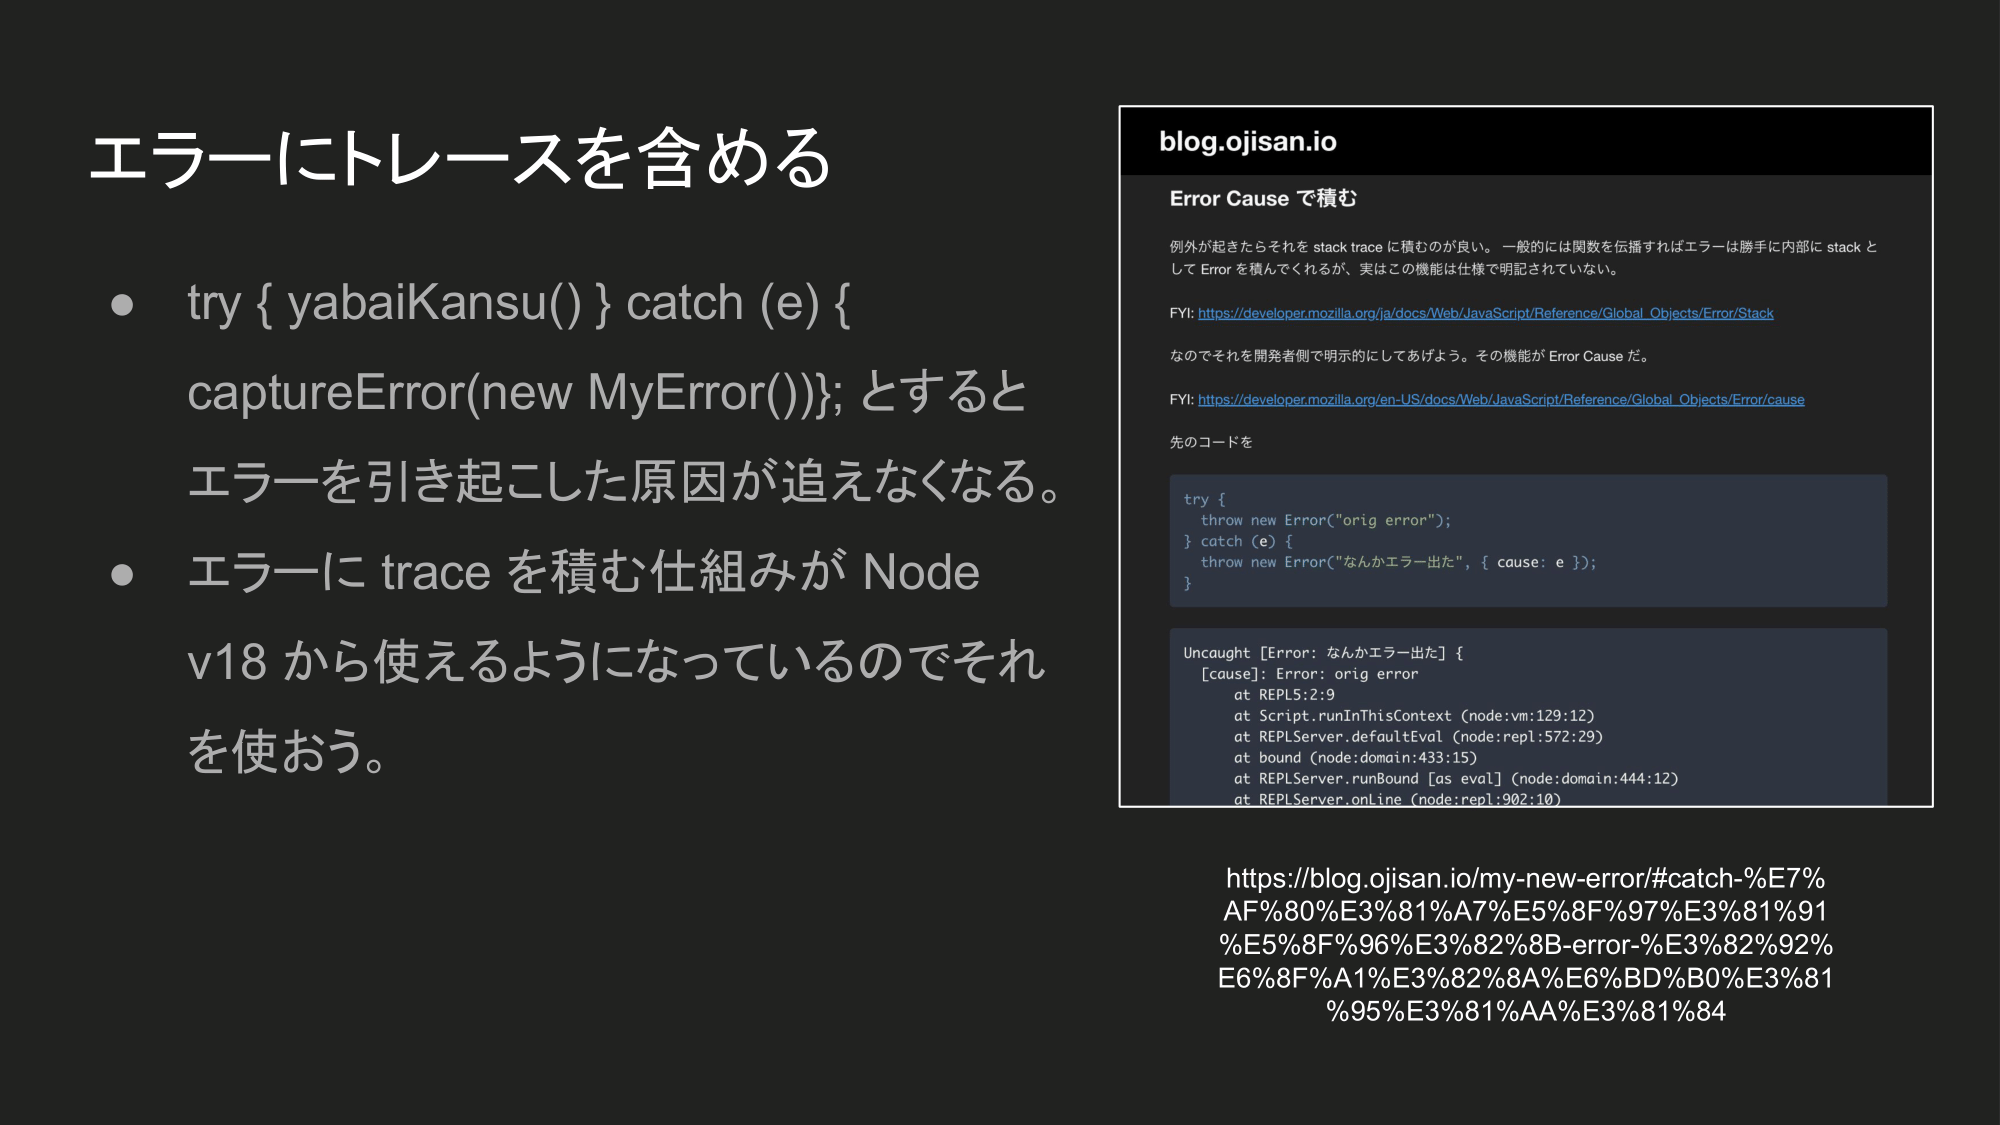 エラーにトレースを含める
● try { yabaiKansu() } catch (e) {
captureError(new MyError())}; とすると
エラーを引き起こした原因が追えなくなる。
● エラーに trace を積む仕組みが Node
v18 から使えるようになっているのでそれ
を使おう。
blog.ojisan.io
Error Cause で積む
例外が起きたらそれを stack trace に積むのが良い。 一般的には関数を伝播すればエラーは勝手に内部に stack と
して Error を積んでくれるが、実はこの機能は仕様で明記されていない。
FYI: https://developer.mozilla.org/ja/docs/Web/JavaScript/Reference/Global_Objects/Error/Stack
なのでそれを開発者側で明示的にしてあげよう。その機能が Error Cause だ。
FYI: https://developer.mozilla.org/en-US/docs/Web/JavaScript/Reference/Global_Objects/Error/cause
先のコードを
try {
  throw new Error("orig error");
} catch (e) {
  throw new Error("なんかエラー出た", { cause: e });
}
Uncaught [Error: なんかエラー出た] {
  [cause]: Error: orig error
      at REPL5:2:9
      at Script.runInThisContext (node:vm:129:12)
      at REPLServer.defaultEval (node:repl:572:29)
      at bound (node:domain:433:15)
      at REPLServer.runBound [as eval] (node:domain:444:12)
      at REPLServer.onLine (node:repl:902:10)
https://blog.ojisan.io/my-new-error/#catch-%E7%
AF%80%E3%81%A7%E5%8F%97%E3%81%91
%E5%8F%96%E3%82%8B-error-%E3%82%92%
E6%8F%A1%E3%82%8A%E6%BD%B0%E3%81
%95%E3%81%AA%E3%81%84